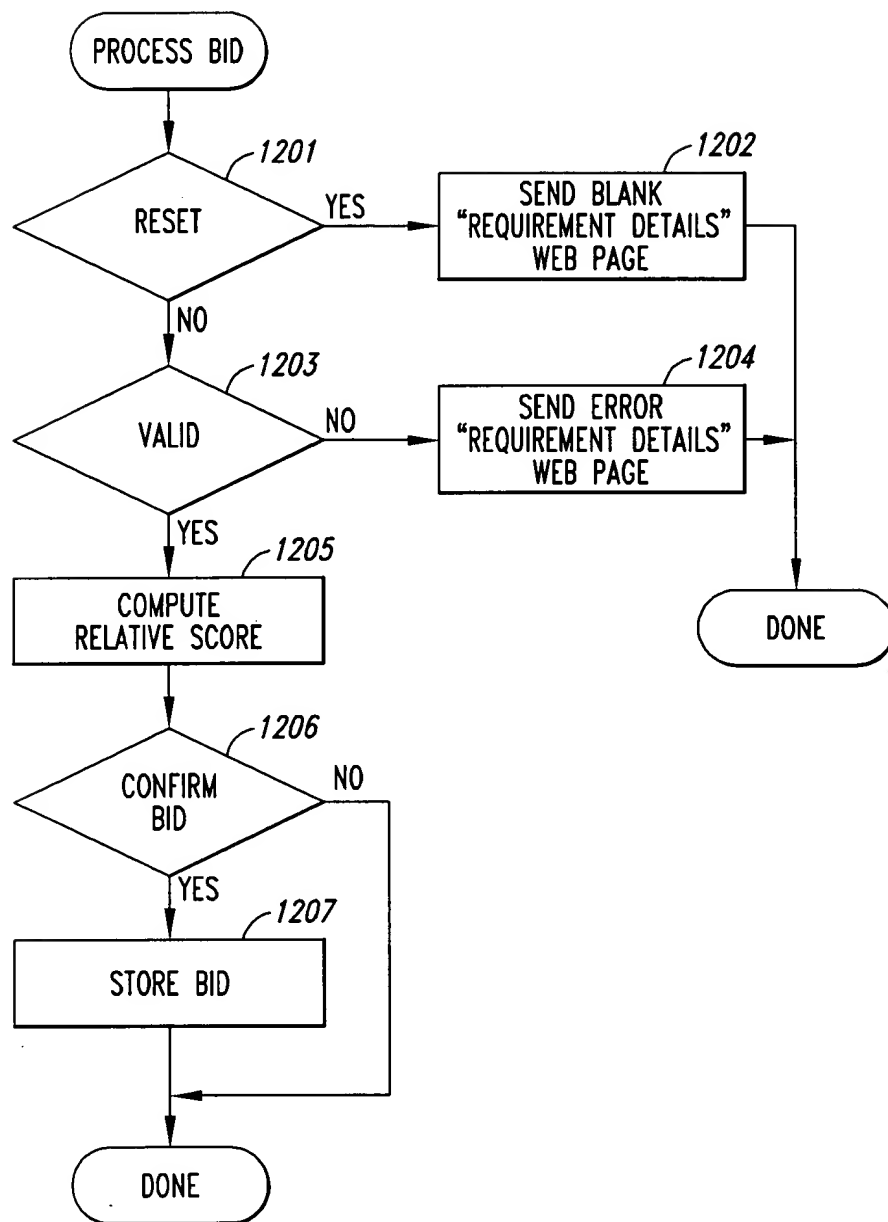 PROCESS BID
1201
RESET
YES
NO
1202
SEND BLANK
“REQUIREMENT DETAILS”
WEB PAGE
1203
VALID
NO
YES
1204
SEND ERROR
“REQUIREMENT DETAILS”
WEB PAGE
1205
COMPUTE
RELATIVE SCORE
DONE
1206
CONFIRM
BID
NO
YES
1207
STORE BID
DONE